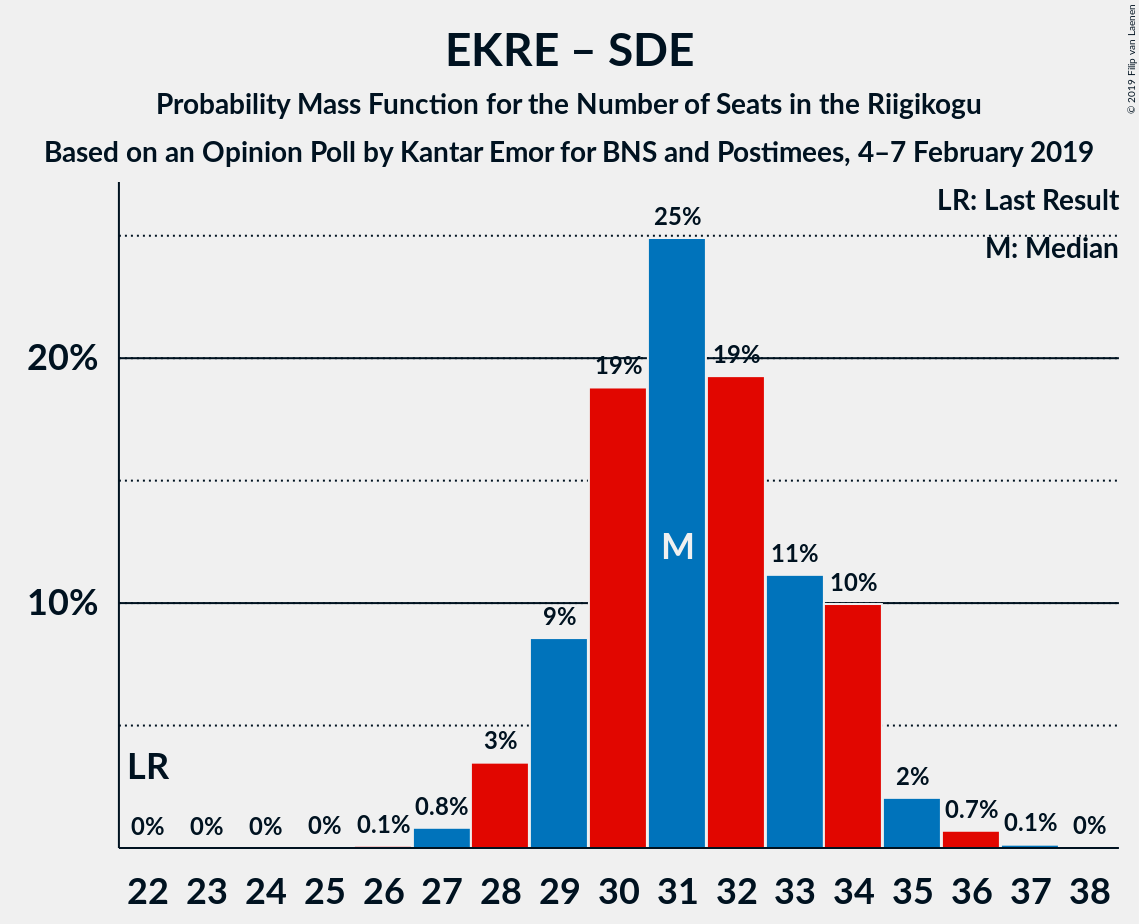 EKRE – SDE
Probability Mass Function for the Number of Seats in the Riigikogu
Based on an Opinion Poll by Kantar Emor for BNS and Postimees, 4–7 February 2019
© 2019 Filip van Laenen
LR: Last Result
M: Median
25%
20%
19%
19%
M
11%
10%
10%
9%
3%
LR
2%
0% 0% 0% 0% 0.1% 0.8% 0.7% 0.1% 0%
22 23 24 25 26 27 28 29 30 31 32 33 34 35 36 37 38